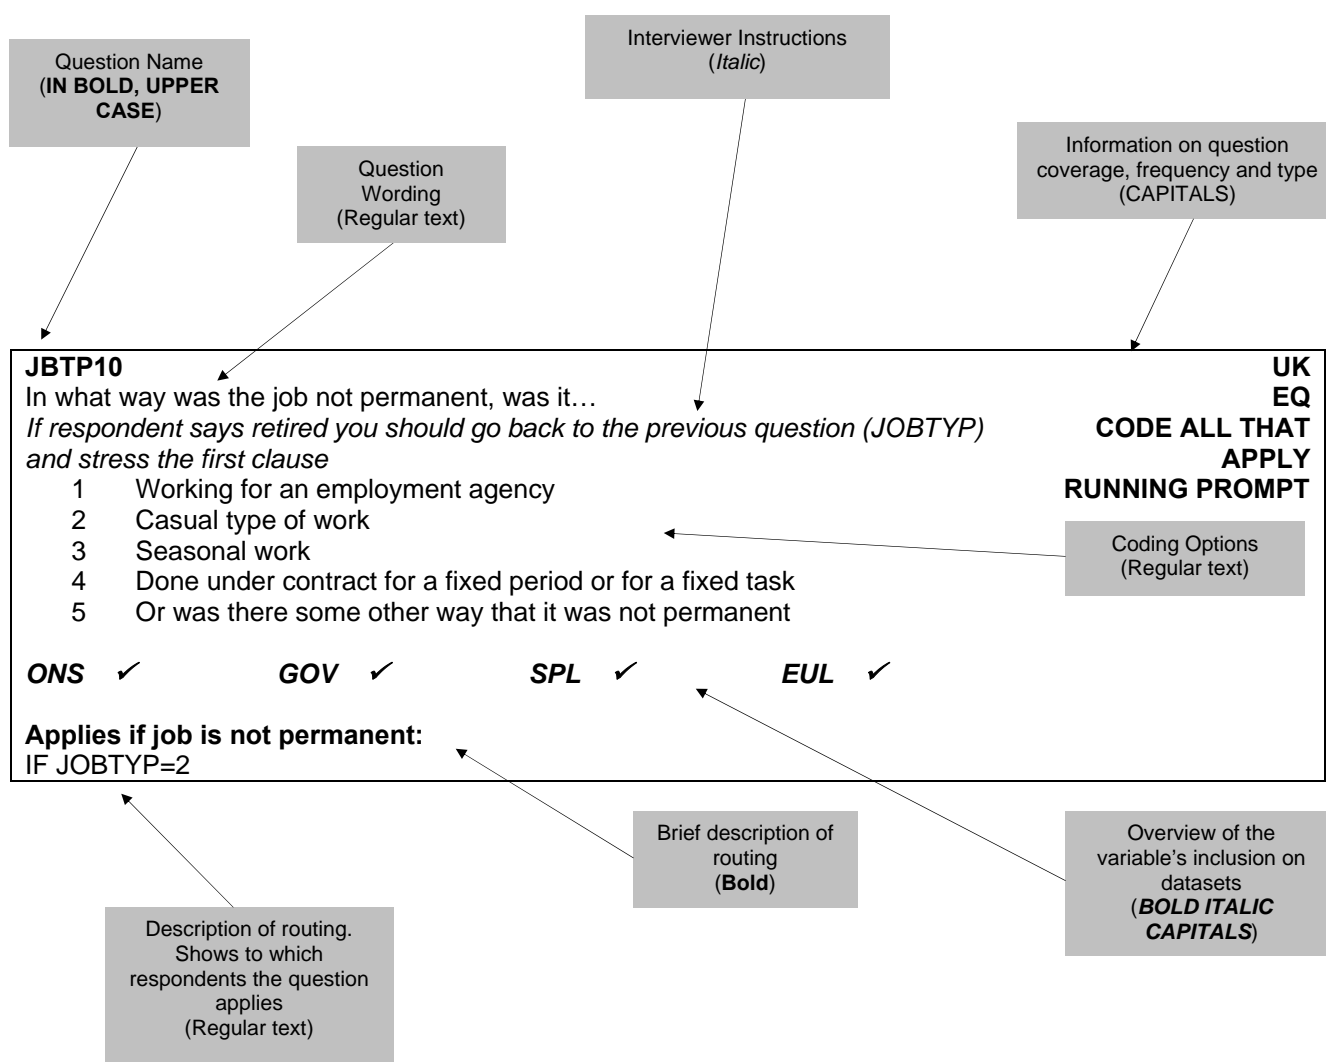 Question Name
(IN BOLD, UPPER
CASE)
Interviewer Instructions
(Italic)
Question
Wording
(Regular text)
Information on question
coverage, frequency and type
(CAPITALS)
JBTP10
UK
In what way was the job not permanent, was it…
EQ
If respondent says retired you should go back to the previous question (JOBTYP)
CODE ALL THAT
and stress the first clause
APPLY
1 Working for an employment agency
RUNNING PROMPT
2 Casual type of work
3 Seasonal work
4 Done under contract for a fixed period or for a fixed task
5 Or was there some other way that it was not permanent
Coding Options
(Regular text)
ONS ✓ GOV ✓ SPL ✓ EUL ✓
Applies if job is not permanent:
IF JOBTYP=2
Brief description of
routing
(Bold)
Overview of the
variable’s inclusion on
datasets
(BOLD ITALIC
CAPITALS)
Description of routing.
Shows to which
respondents the question
applies
(Regular text)